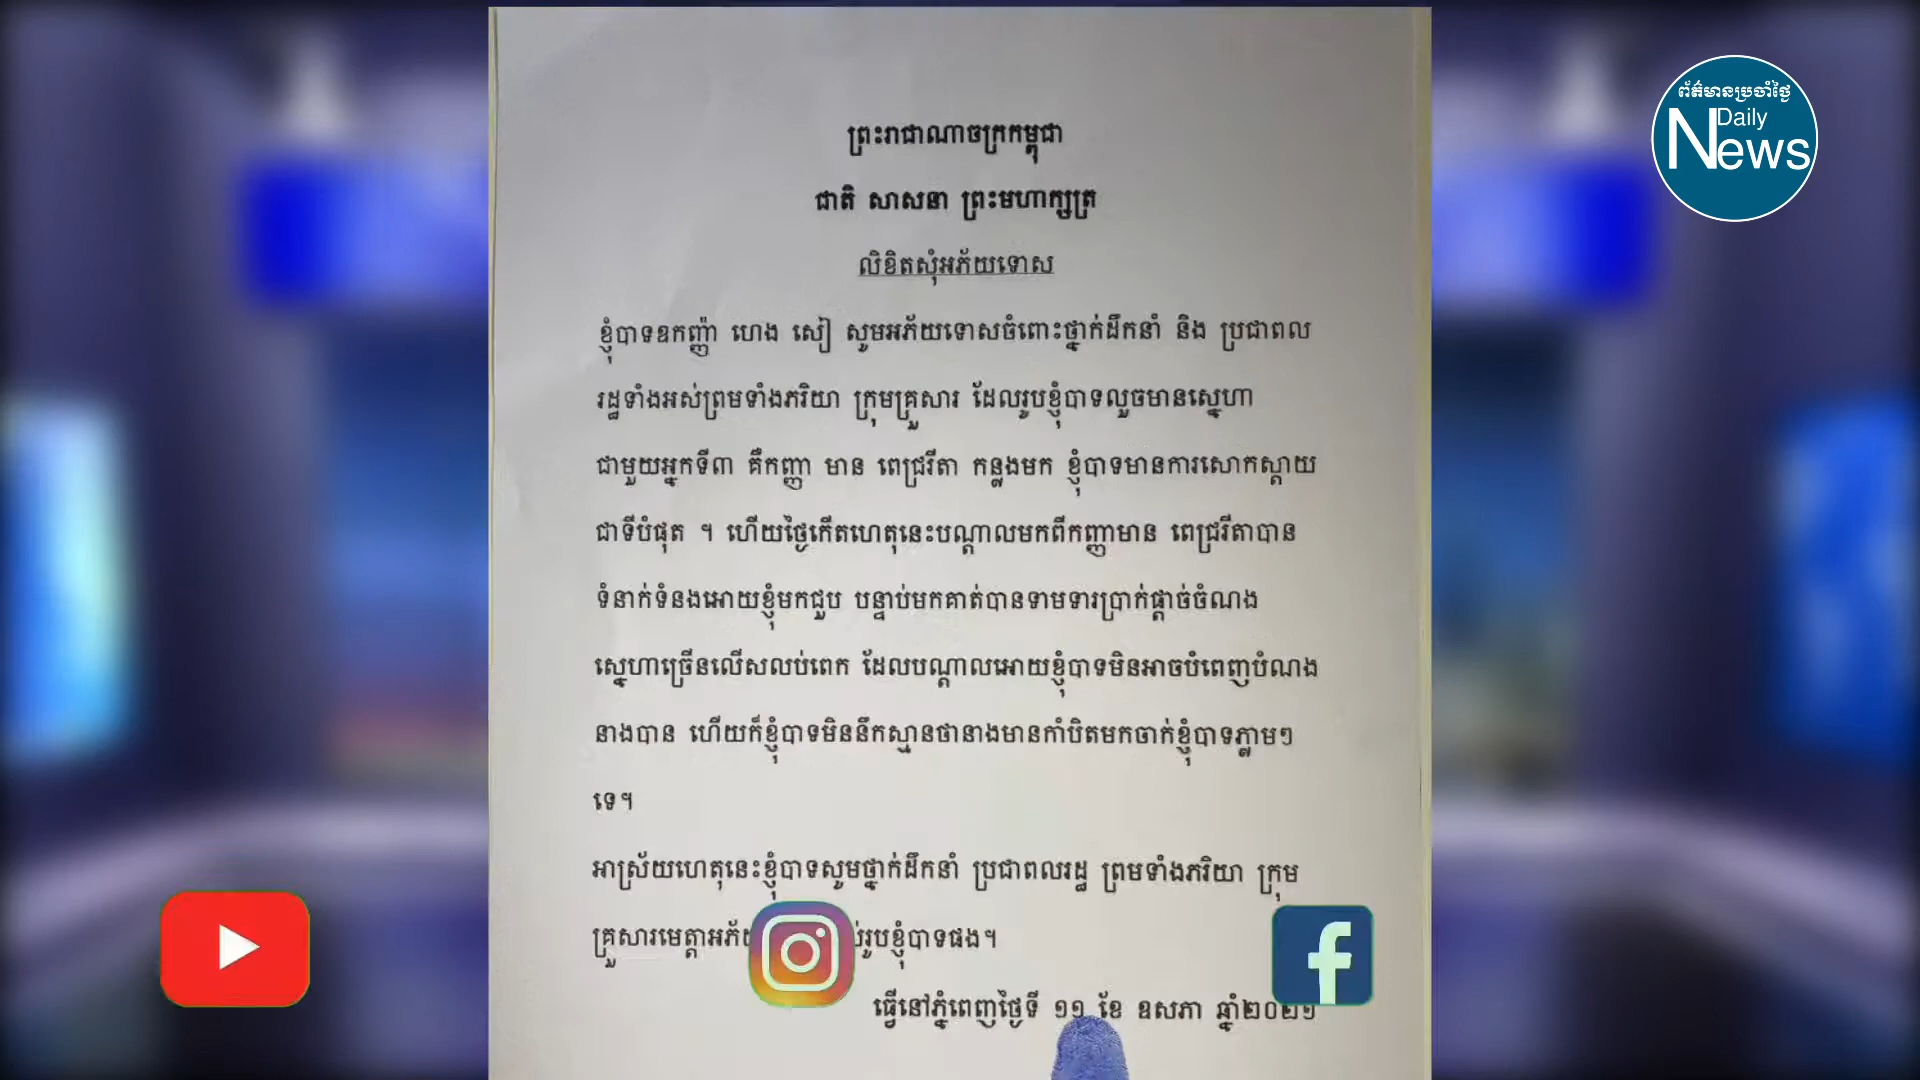 ព័ត៌មានប្រចាំថ្ងៃ
Daily
News
ព្រះរាជាណាចក្រកម្ពុជា
ជាតិ សាសនា ព្រះមហាក្សត្រ
លិខិតសុំអភ័យទោស
ខ្ញុំបាទឧកញ៉ា ហេង សៀ សូមអភ័យទោសចំពោះថ្នាក់ដឹកនាំ និង ប្រជាពល
រដ្ឋទាំងអស់ព្រមទាំងភរិយា ក្រុមគ្រួសារ ដែលរូបខ្ញុំបាទលួចមានស្នេហា
ជាមួយអ្នកទី៣ គឺកញ្ញា មាន ពេជ្ររីតា កន្លងមក ខ្ញុំបាទមានការសោកស្ដាយ
ជាទីបំផុត ។ ហើយថ្ងៃកើតហេតុនេះបណ្ដាលមកពីកញ្ញាមាន ពេជ្ររីតាបាន
ទំនាក់ទំនងអោយខ្ញុំមកជួប បន្ទាប់មកគាត់បានទាមទារប្រាក់ផ្ដាច់ចំណង
ស្នេហាច្រើនលើសលប់ពេក ដែលបណ្ដាលអោយខ្ញុំបាទមិនអាចបំពេញបំណង
នាងបាន ហើយក៏ខ្ញុំបាទមិននឹកស្មានថានាងមានកាំបិតមកចាក់ខ្ញុំបាទភ្លាមៗ
ទេ។
អាស្រ័យហេតុនេះខ្ញុំបាទសូមថ្នាក់ដឹកនាំ ប្រជាពលរដ្ឋ ព្រមទាំងភរិយា ក្រុម
គ្រួសារមេត្តា រូបខ្ញុំបាទផង។
ធ្វើនៅភ្នំពេញថ្ងៃទី ១១ ខែ ឧសភា ឆ្នាំ២០២១